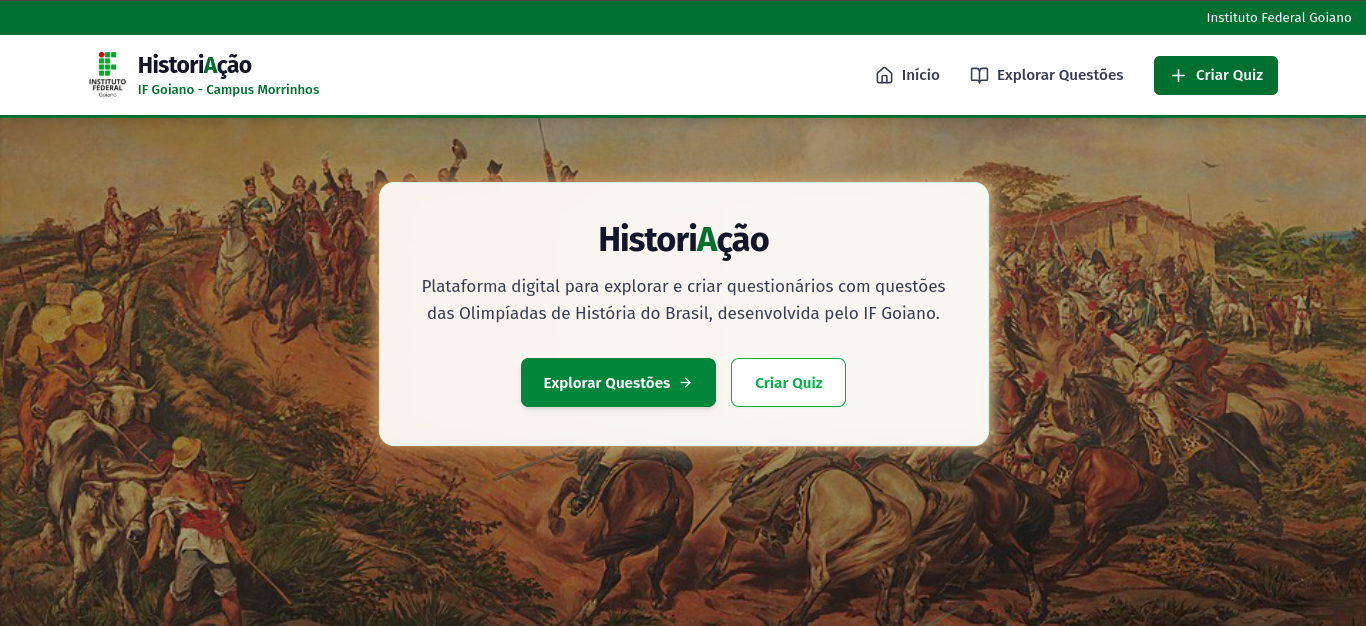 Instituto Federal Goiano
INSTITUTO
FEDERAL
Goiano
HistoriAção
IF Goiano - Campus Morrinhos
Início
Explorar Questões
Criar Quiz
HistoriAção
Plataforma digital para explorar e criar questionários com questões
das Olimpíadas de História do Brasil, desenvolvida pelo IF Goiano.
Explorar Questões
Criar Quiz